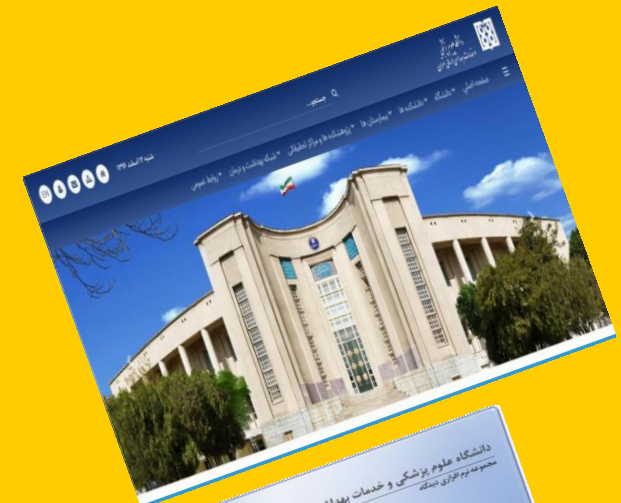 جستجو...
صفحه اصلی
دانشگاه
دانشکده ها
بیمارستان ها
پژوهشکده ها و مراکز تحقیقاتی
شبکه بهداشت و درمان
روابط عمومی
دانشگاه علوم پزشکی و خدمات
مجموعه نرم افزاری دیدگاه